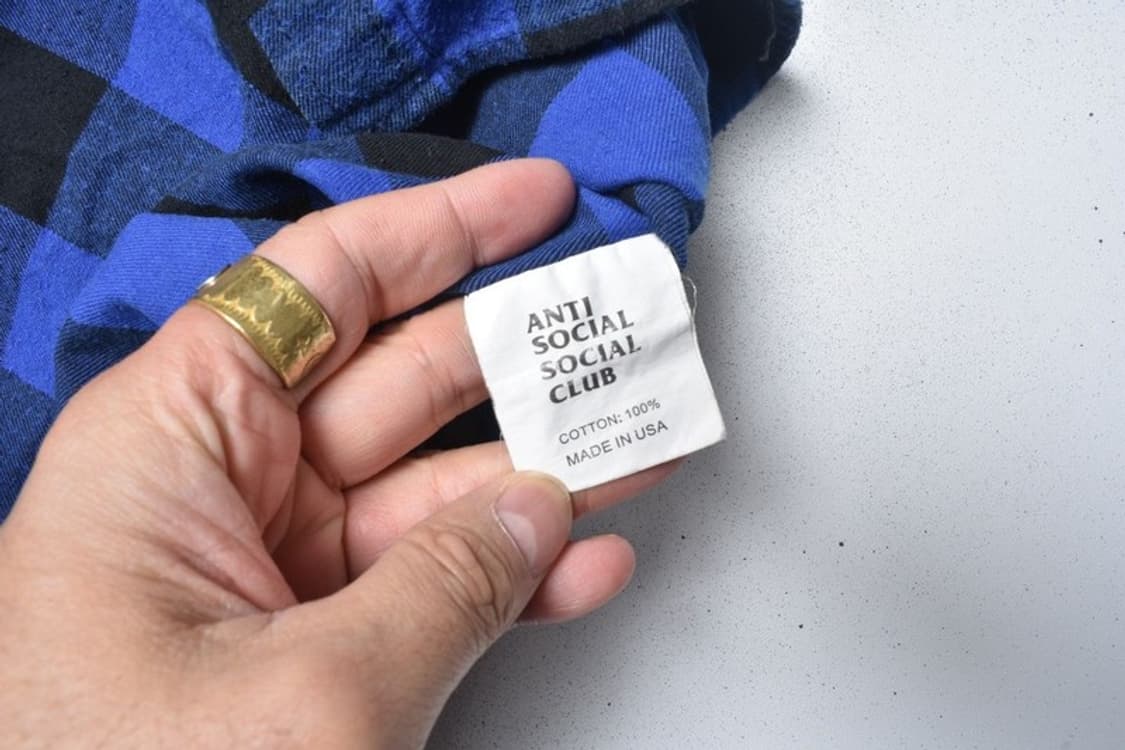 ANTI
SOCIAL
SOCIAL
CLUB
COTTON: 100%
MADE IN USA